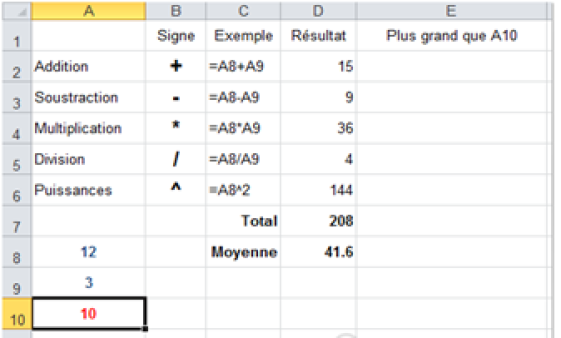 A B C D E
1 Signe Exemple Résultat Plus grand que A10
2 Addition + =A8+A9 15
3 Soustraction - =A8-A9 9
4 Multiplication * =A8*A9 36
5 Division / =A8/A9 4
6 Puissances ^ =A8^2 144
7 Total 208
8 12 Moyenne 41.6
9 3
10 10